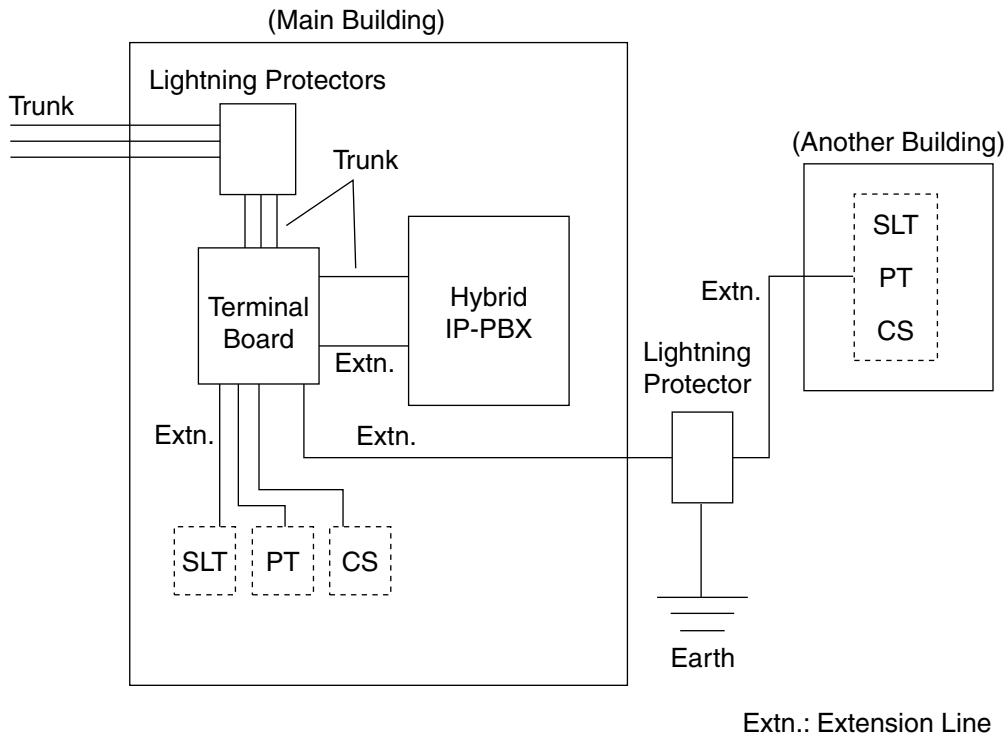 (Main Building)
Lightning Protectors
Trunk
Trunk
(Another Building)
SLT
PT
CS
Extn.
Hybrid
IP-PBX
Terminal
Board
Extn.
Lightning
Protector
Extn.
Extn.
SLT
PT
CS
Earth
Extn.: Extension Line